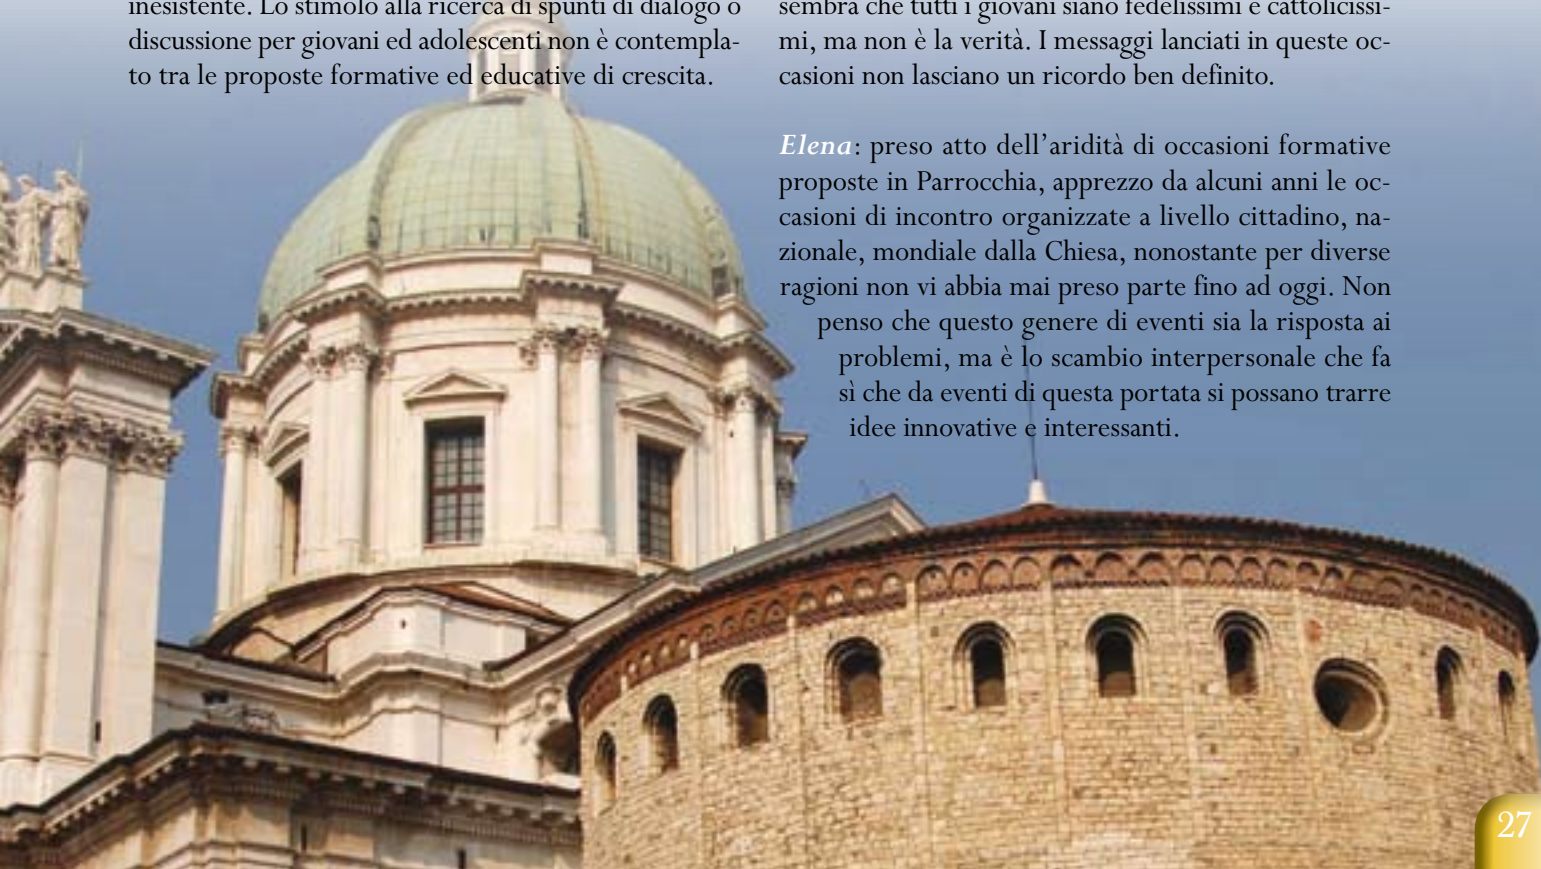 inesistente. Lo stimolo alla ricerca di spunti di dialogo o
discussione per giovani ed adolescenti non è contempla-
to tra le proposte formative ed educative di crescita.
sembra che tutti i giovani siano fedelissimi e cattolicissi-
mi, ma non è la verità. I messaggi lanciati in queste oc-
casioni non lasciano un ricordo ben definito.
Elena: preso atto dell’aridità di occasioni formative
proposte in Parrocchia, apprezzo da alcuni anni le oc-
casioni di incontro organizzate a livello cittadino, na-
zionale, mondiale dalla Chiesa, nonostante per diverse
ragioni non vi abbia mai preso parte fino ad oggi. Non
penso che questo genere di eventi sia la risposta ai
problemi, ma è lo scambio interpersonale che fa
sì che da eventi di questa portata si possano trarre
idee innovative e interessanti.
27